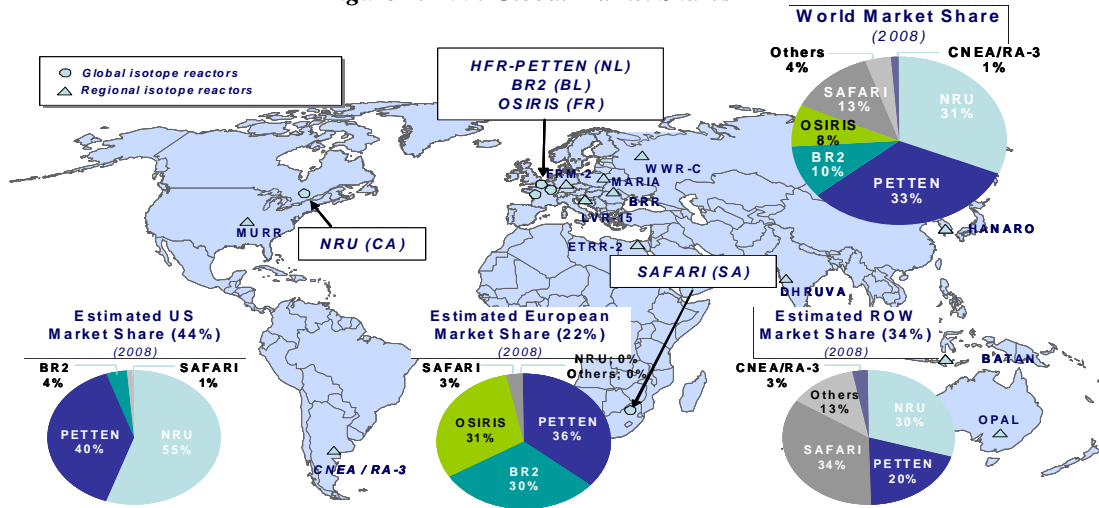 World Market Share
(2008)
Others
4%
CNEA/RA-3
1%
NRU
31%
SAFARI
13%
OSIRIS
8%
BR2
10%
PETTEN
33%
Global isotope reactors
Regional isotope reactors
HFR-PETTEN (NL)
BR2 (BL)
OSIRIS (FR)
WWR-C
FRM-2
MARIA
BRR
LVR-15
MURR
NRU (CA)
ETRR-2
HANARO
SAFARI (SA)
DHRUVA
Estimated US
Market Share (44%)
(2008)
BR2
4%
SAFARI
1%
PETTEN
40%
NRU
55%
CNEA / RA-3
Estimated European
Market Share (22%)
(2008)
NRU; 0%
Others; 0%
SAFARI
3%
OSIRIS
31%
PETTEN
36%
BR2
30%
Estimated ROW
Market Share (34%)
(2008)
CNEA/RA-3
3%
Others
13%
NRU
30%
SAFARI
34%
PETTEN
20%
BATAN
OPAL